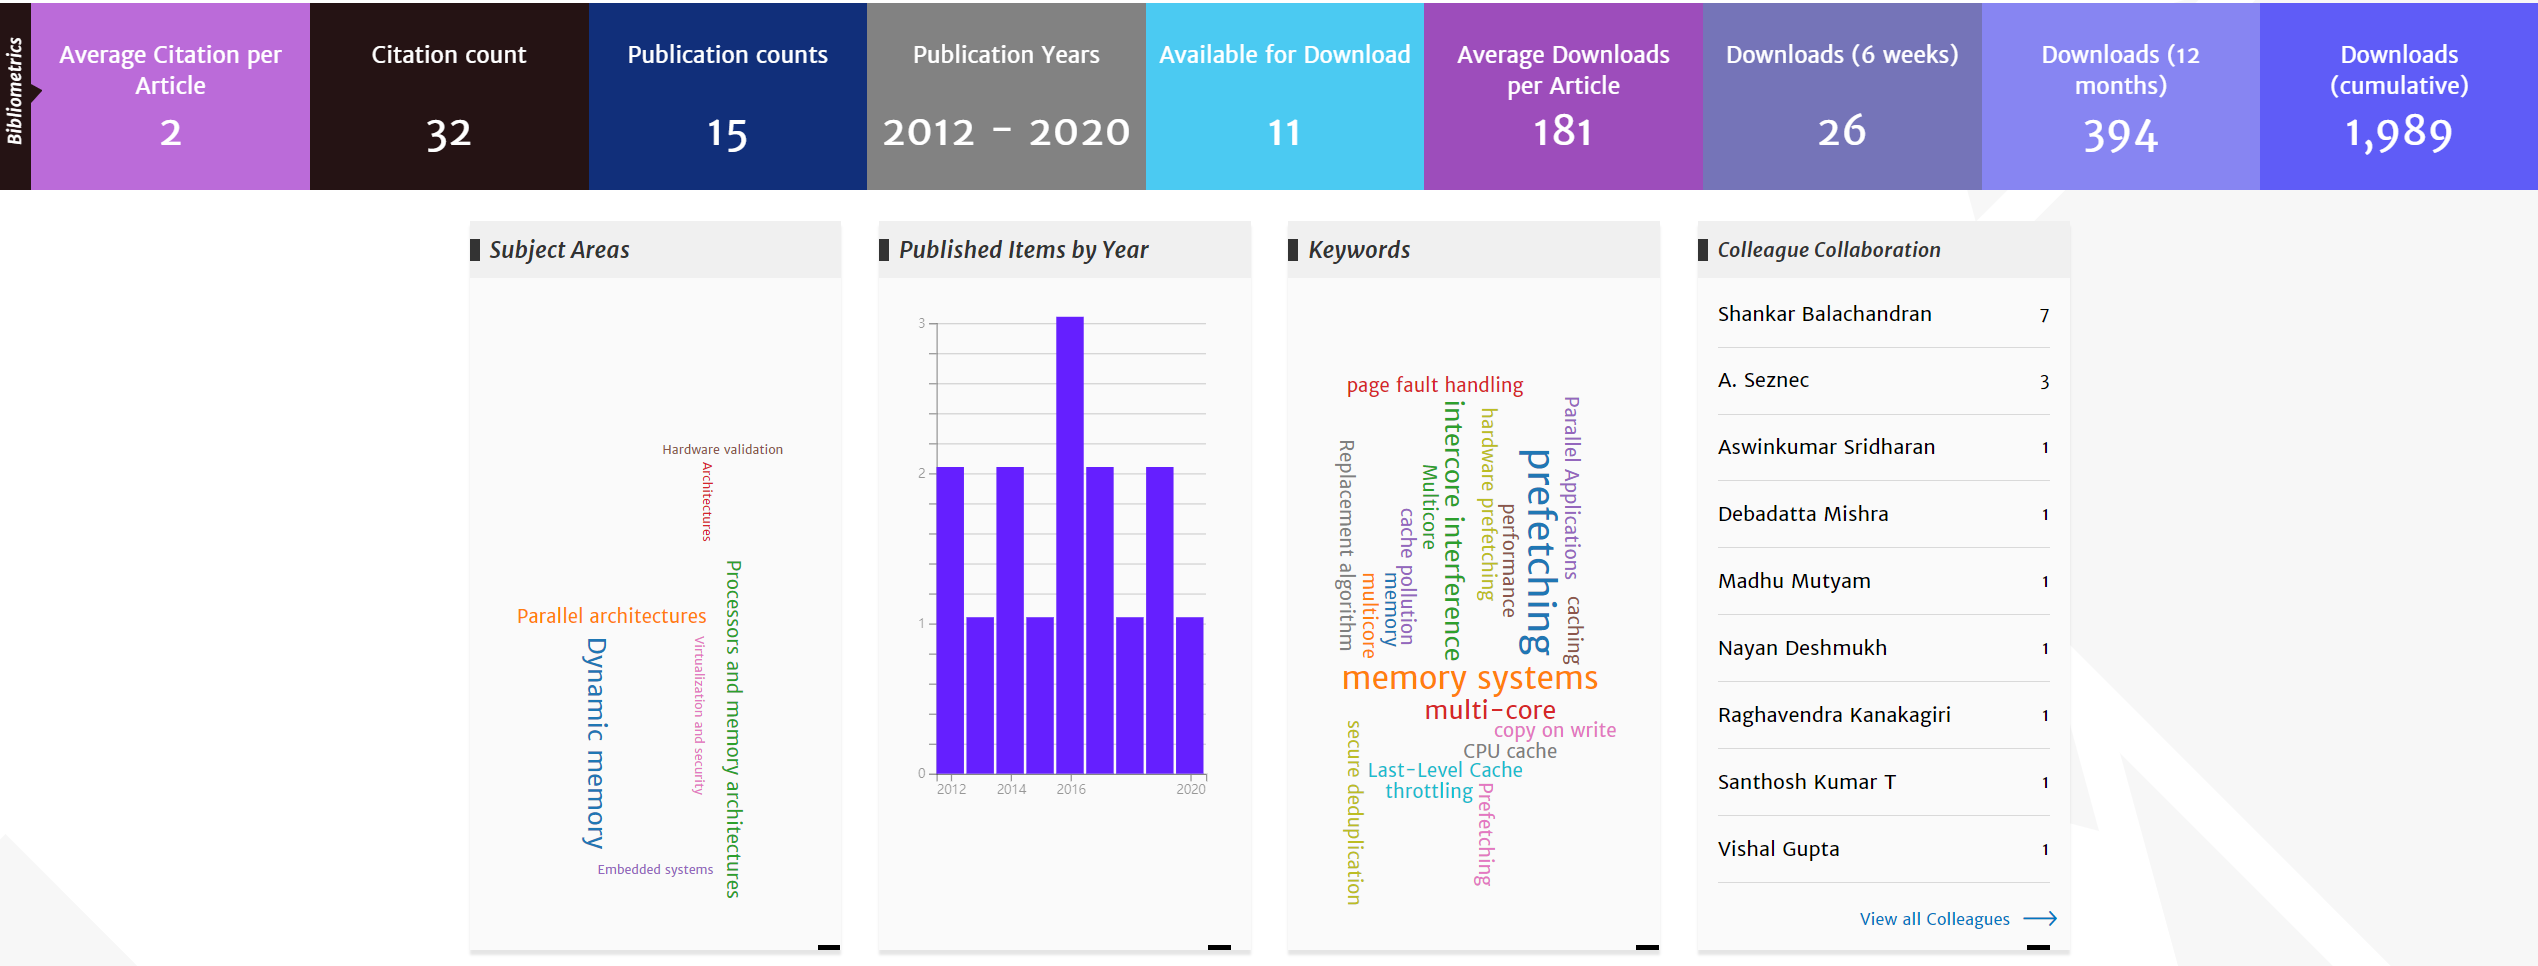 Bibliometrics
Average Citation per
Article
2
Citation count
32
Publication counts
15
Publication Years
2012 - 2020
Available for Download
11
Average Downloads
per Article
181
Downloads (6 weeks)
26
Downloads (12
months)
394
Downloads
(cumulative)
1,989
Subject Areas
Hardware validation
Architectures
Processors and memory architectures
Parallel architectures
Dynamic memory
Virtualization and security
Embedded systems
Published Items by Year
3
2
1
0
2012
2014
2016
2020
Keywords
page fault handling
Replacement algorithm
intercore interference
hardware prefetching
Parallel Applications
Multicore
cache pollution
performance
prefetching
multicore
memory
caching
memory systems
multi-core
copy on write
CPU cache
secure deduplication
Last-Level Cache
throttling
Prefetching
Colleague Collaboration
Shankar Balachandran 7
A. Seznec 3
Aswinkumar Sridharan 1
Debadatta Mishra 1
Madhu Mutyam 1
Nayan Deshmukh 1
Raghavendra Kanakagiri 1
Santhosh Kumar T 1
Vishal Gupta 1
View all Colleagues